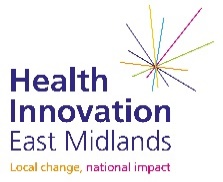 Health
Innovation
East Midlands
Local change, national impact